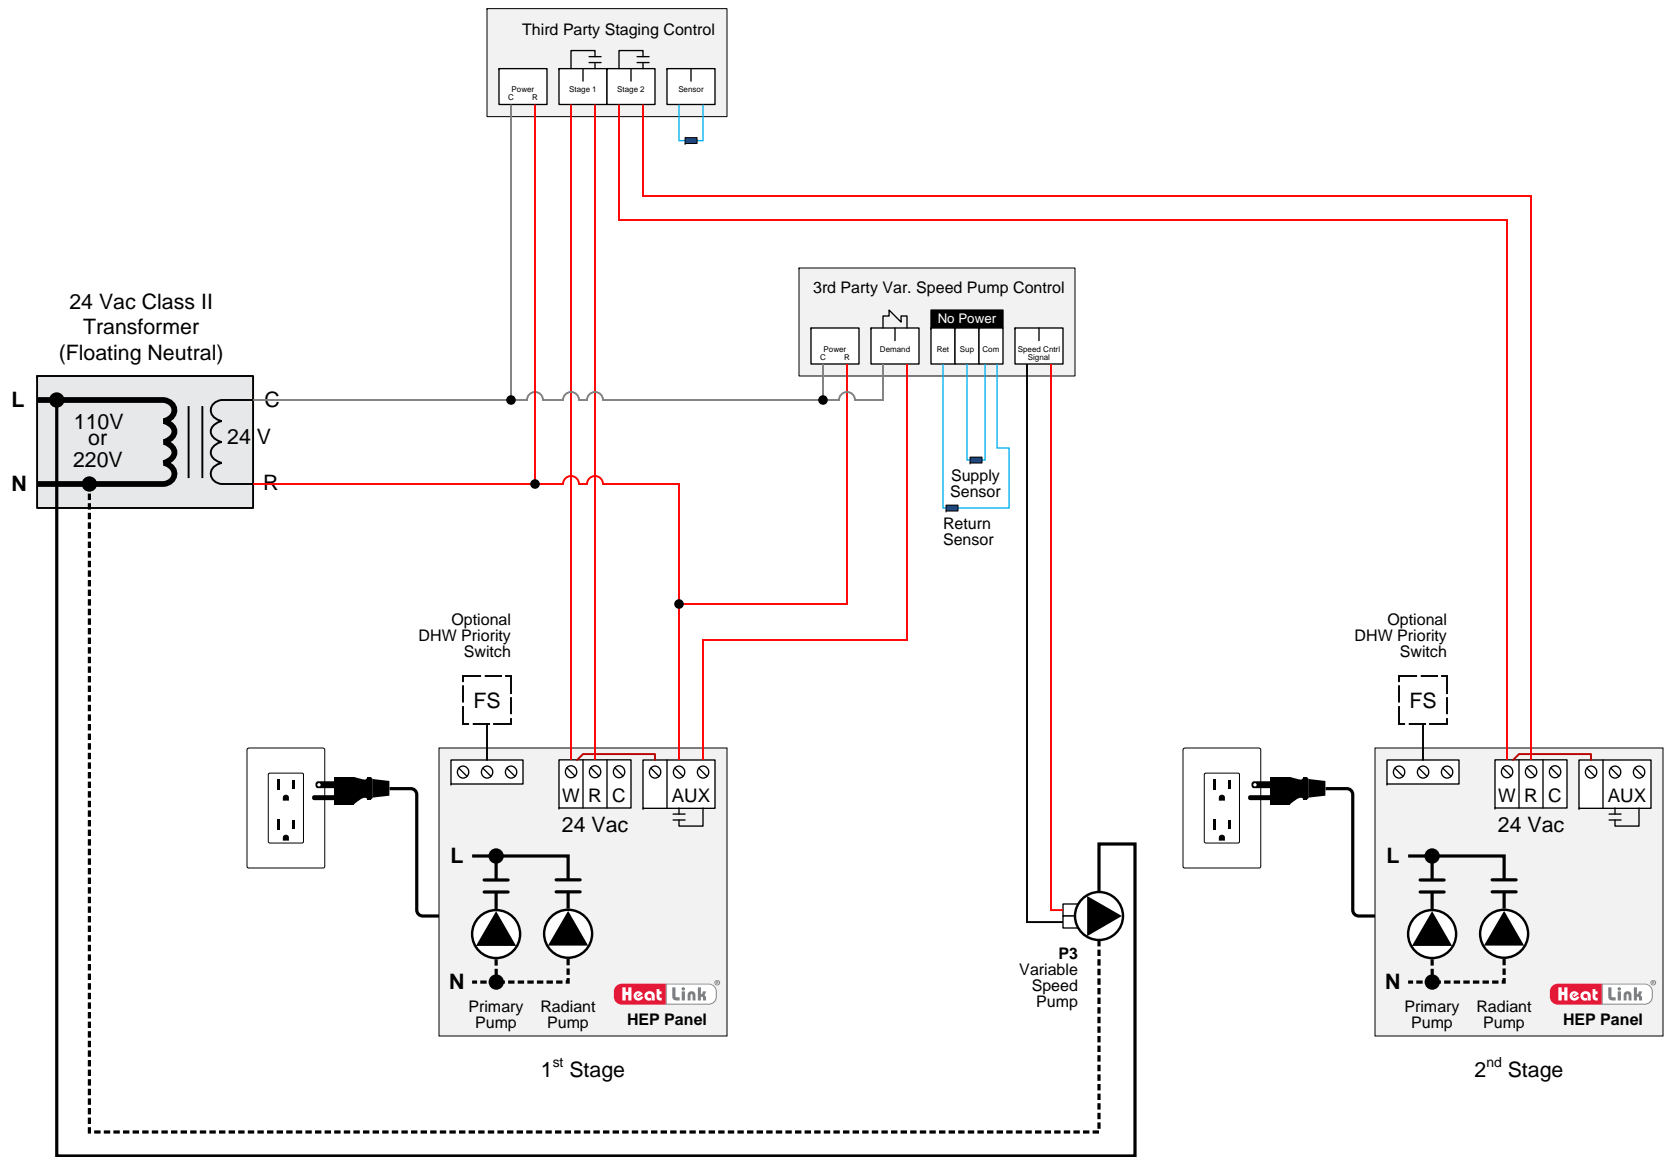 Third Party Staging Control
Power
C R
Stage 1
Stage 2
Sensor
3rd Party Var. Speed Pump Control
Power
C R
Demand
No Power
Ret Sup Com
Speed Cntrl
Signal
24 Vac Class II
Transformer
(Floating Neutral)
L
N
110V
or
220V
24 V
C
R
Supply
Sensor
Return
Sensor
Optional
DHW Priority
Switch
FS
W R C
24 Vac
AUX
L
N
Primary
Pump
Radiant
Pump
Heat Link®
HEP Panel
1st Stage
P3
Variable
Speed
Pump
Optional
DHW Priority
Switch
FS
W R C
24 Vac
AUX
L
N
Primary
Pump
Radiant
Pump
Heat Link®
HEP Panel
2nd Stage